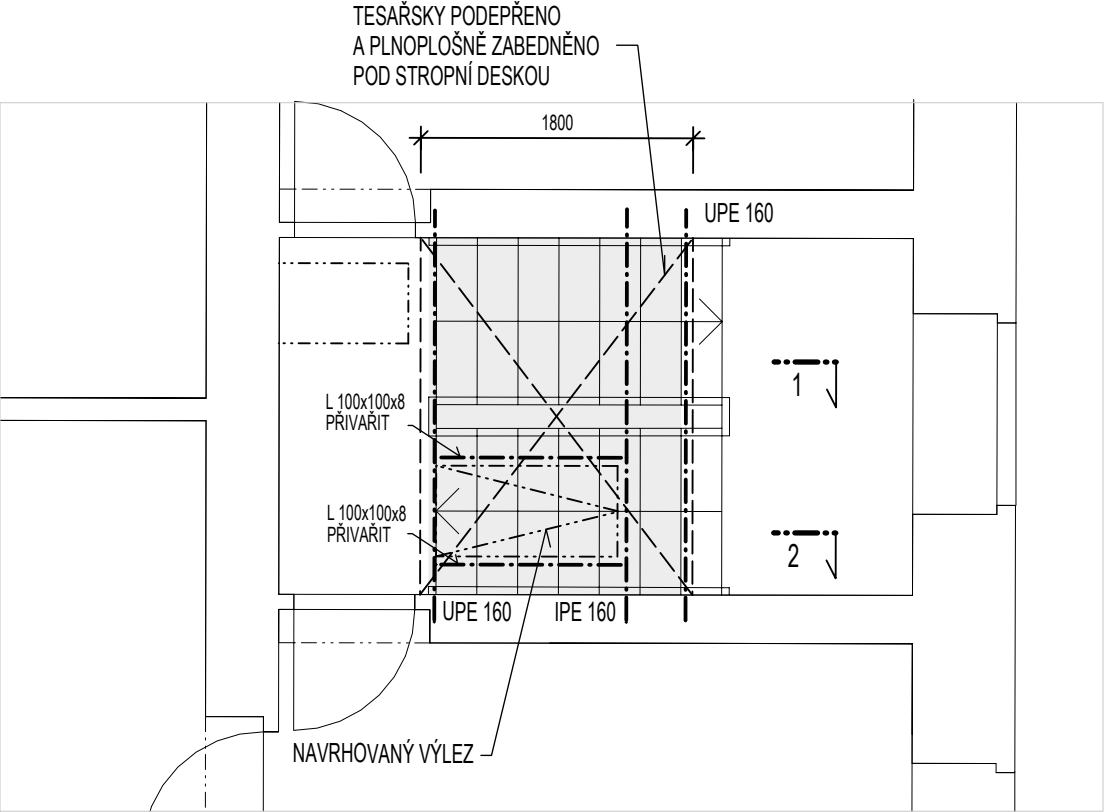 TESAŘSKY PODEPŘENO
A PLNOPLOŠNĚ ZABEDNĚNO
POD STROPNÍ DESKOU
1800
UPE 160
1
L 100x100x8
PŘIVAŘIT
L 100x100x8
PŘIVAŘIT
2
UPE 160
IPE 160
NAVRHOVANÝ VÝLEZ